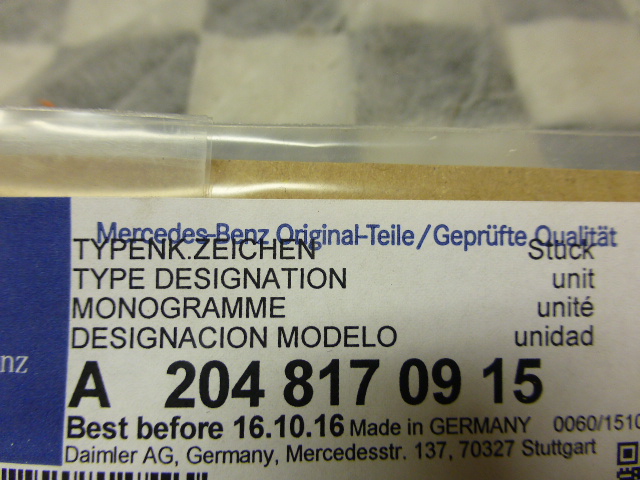 Mercedes-Benz Original-Teile/Geprüfte Qualität
TYPENK.ZEICHEN Stück
TYPE DESIGNATION unit
MONOGRAMME unité
DESIGNACION MODELO unidad
nz
A 204 817 09 15
Best before 16.10.16 Made in GERMANY 0060/1510
Daimler AG, Germany, Mercedesstr. 137, 70327 Stuttgart